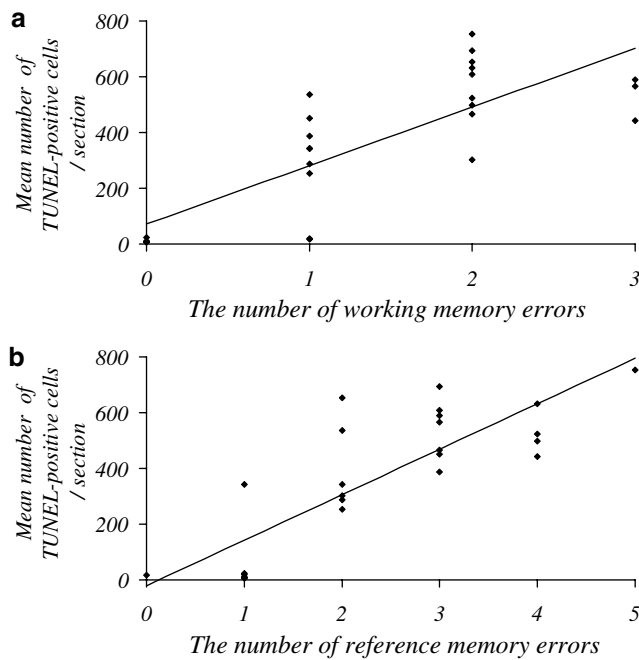 a
Mean number of
TUNEL-positive cells
/ section
800
600
400
200
0
0 1 2 3
The number of working memory errors
b
Mean number of
TUNEL-positive cells
/ section
800
600
400
200
0
0 1 2 3 4 5
The number of reference memory errors